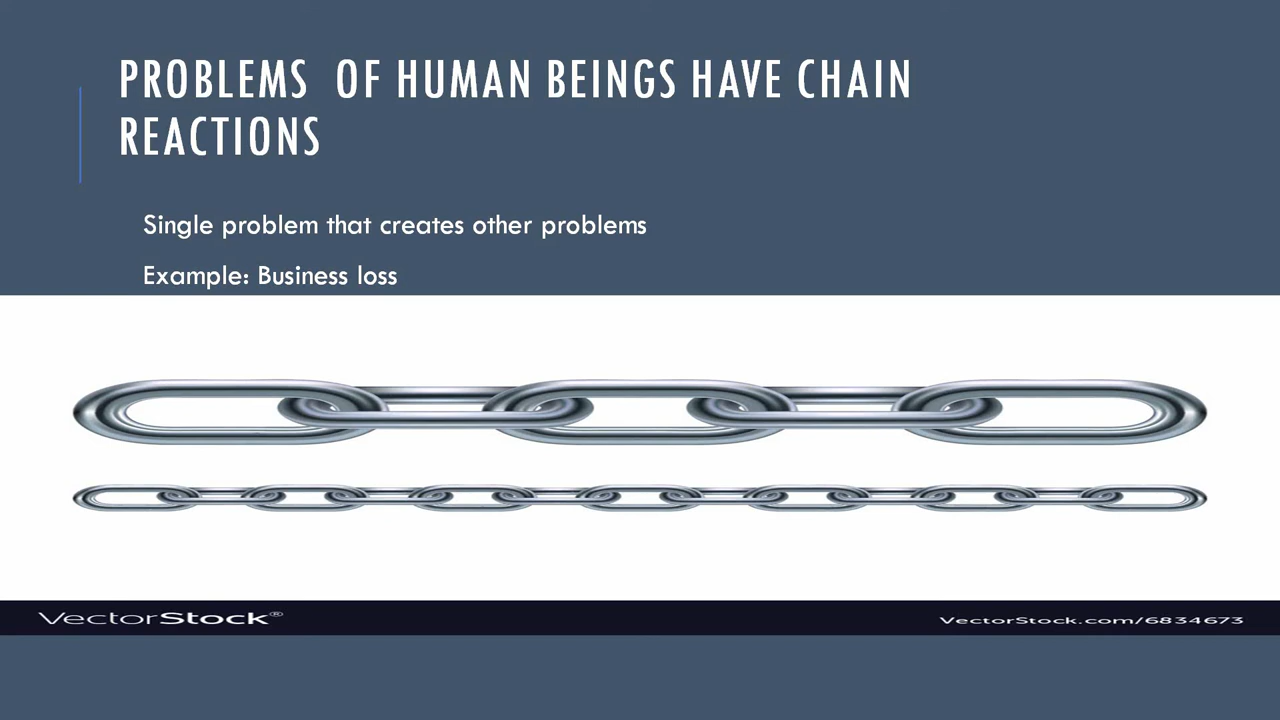 PROBLEMS  OF HUMAN BEINGS HAVE CHAIN
REACTIONS
Single problem that creates other problems
Example: Business loss
VectorStock®
VectorStock.com/6834673